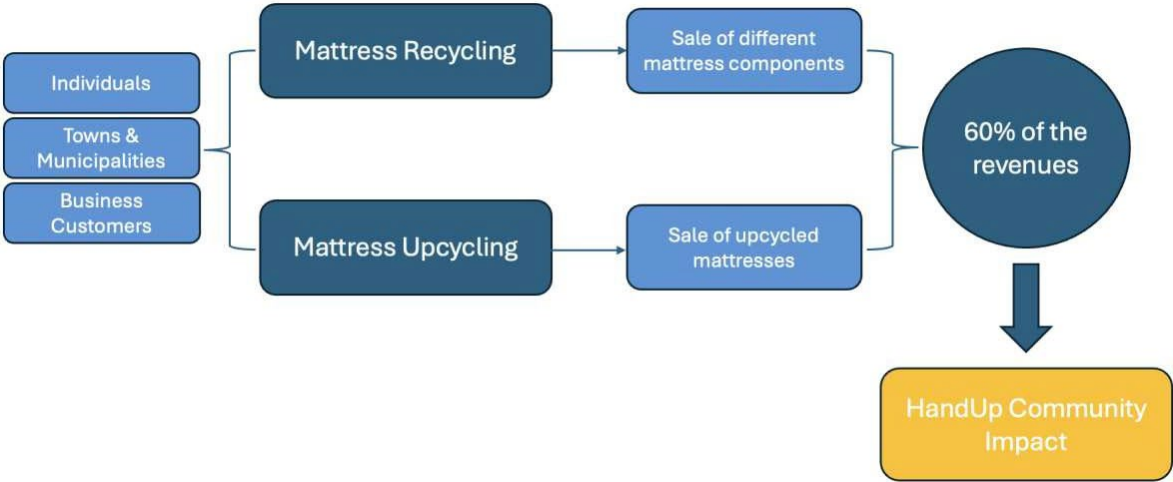 Individuals
Towns &
Municipalities
Business
Customers
Mattress Recycling
Mattress Upcycling
Sale of different
mattress components
Sale of upcycled
mattresses
60% of the
revenues
HandUp Community
Impact